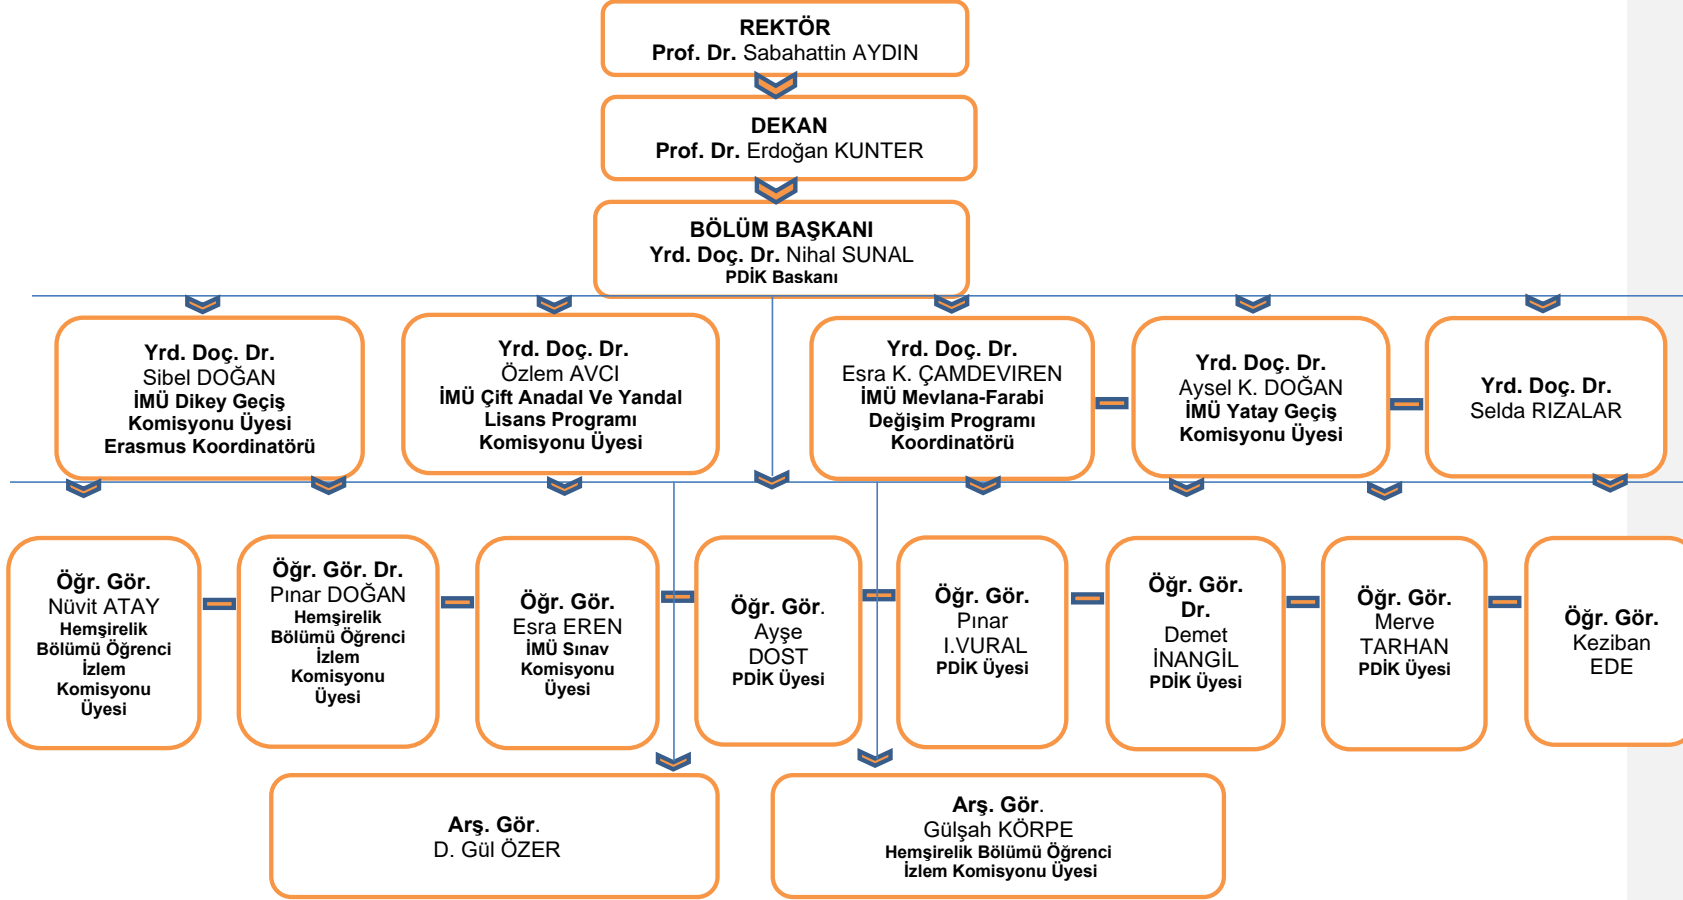 REKTÖR
Prof. Dr. Sabahattin AYDIN
DEKAN
Prof. Dr. Erdoğan KUNTER
BÖLÜM BAŞKANI
Yrd. Doç. Dr. Nihal SUNAL
PDİK Baskanı
Yrd. Doç. Dr.
Sibel DOĞAN
İMÜ Dikey Geçiş
Komisyonu Üyesi
Erasmus Koordinatörü
Yrd. Doç. Dr.
Özlem AVCI
İMÜ Çift Anadal Ve Yandal
Lisans Programı
Komisyonu Üyesi
Yrd. Doç. Dr.
Esra K. ÇAMDEVIREN
İMÜ Mevlana-Farabi
Değişim Programı
Koordinatörü
Yrd. Doç. Dr.
Aysel K. DOĞAN
İMÜ Yatay Geçiş
Komisyonu Üyesi
Yrd. Doç. Dr.
Selda RIZALAR
Öğr. Gör.
Nüvit ATAY
Hemşirelik
Bölümü Öğrenci
İzlem
Komisyonu
Üyesi
Öğr. Gör. Dr.
Pınar DOĞAN
Hemşirelik
Bölümü Öğrenci
İzlem
Komisyonu
Üyesi
Öğr. Gör.
Esra EREN
İMÜ Sınav
Komisyonu
Üyesi
Öğr. Gör.
Ayşe
DOST
PDİK Üyesi
Öğr. Gör.
Pınar
I.VURAL
PDİK Üyesi
Öğr. Gör.
Dr.
Demet
İNANGİL
PDİK Üyesi
Öğr. Gör.
Merve
TARHAN
PDİK Üyesi
Öğr. Gör.
Keziban
EDE
Arş. Gör.
D. Gül ÖZER
Arş. Gör.
Gülşah KÖRPE
Hemşirelik Bölümü Öğrenci
İzlem Komisyonu Üyesi